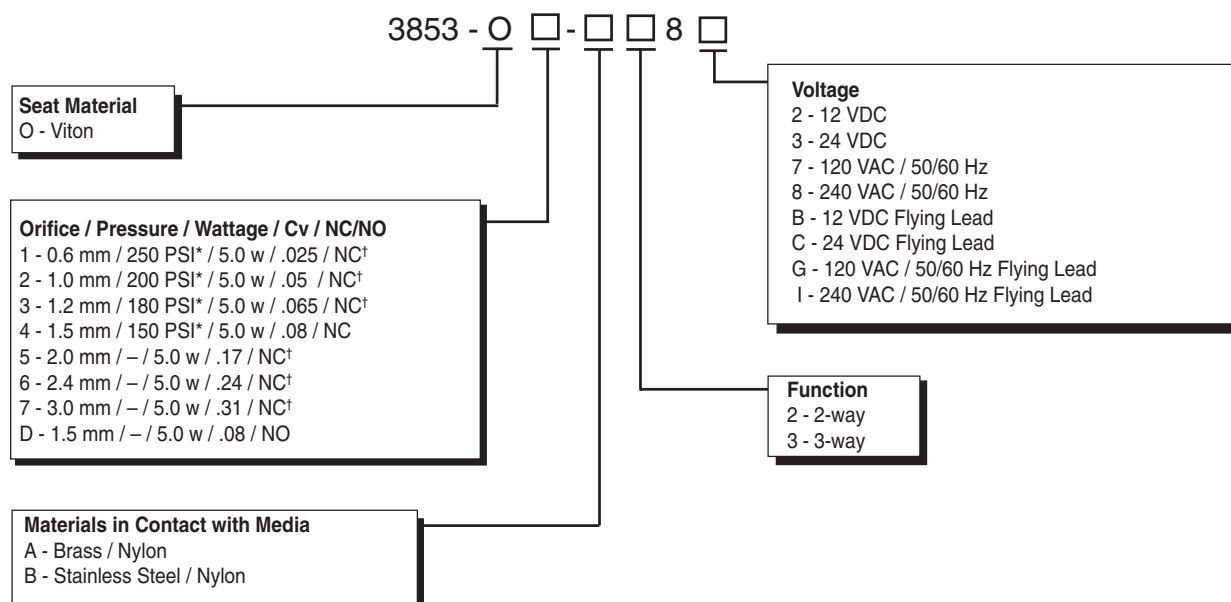 3853 - O □ - □ □ 8 □
Seat Material
O - Viton
Orifice / Pressure / Wattage / Cv / NC/NO
1 - 0.6 mm / 250 PSI* / 5.0 w / .025 / NC†
2 - 1.0 mm / 200 PSI* / 5.0 w / .05 / NC†
3 - 1.2 mm / 180 PSI* / 5.0 w / .065 / NC†
4 - 1.5 mm / 150 PSI* / 5.0 w / .08 / NC
5 - 2.0 mm / – / 5.0 w / .17 / NC†
6 - 2.4 mm / – / 5.0 w / .24 / NC†
7 - 3.0 mm / – / 5.0 w / .31 / NC†
D - 1.5 mm / – / 5.0 w / .08 / NO
Materials in Contact with Media
A - Brass / Nylon
B - Stainless Steel / Nylon
Voltage
2 - 12 VDC
3 - 24 VDC
7 - 120 VAC / 50/60 Hz
8 - 240 VAC / 50/60 Hz
B - 12 VDC Flying Lead
C - 24 VDC Flying Lead
G - 120 VAC / 50/60 Hz Flying Lead
I - 240 VAC / 50/60 Hz Flying Lead
Function
2 - 2-way
3 - 3-way